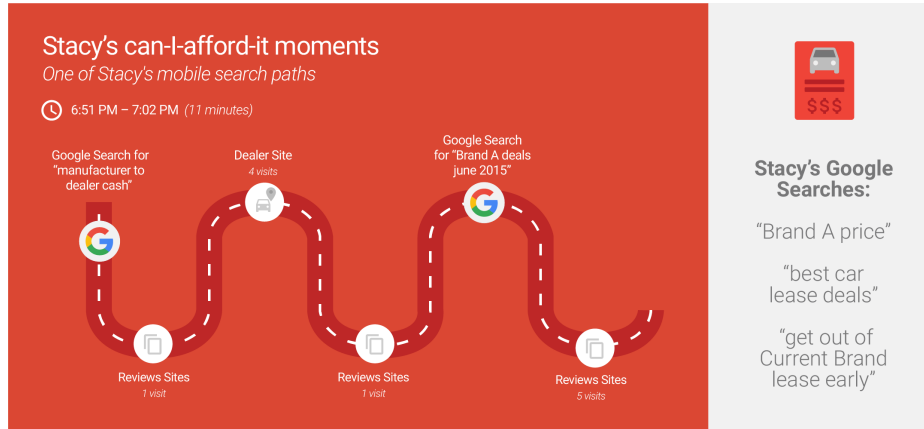 Stacy's can-I-afford-it moments
One of Stacy's mobile search paths
6:51 PM – 7:02 PM (11 minutes)
Google Search for
"manufacturer to
dealer cash"
Dealer Site
4 visits
Google Search
for "Brand A deals
june 2015"
Reviews Sites
1 visit
Reviews Sites
1 visit
Reviews Sites
5 visits
$$$
Stacy's Google
Searches:
"Brand A price"
"best car
lease deals"
"get out of
Current Brand
lease early"